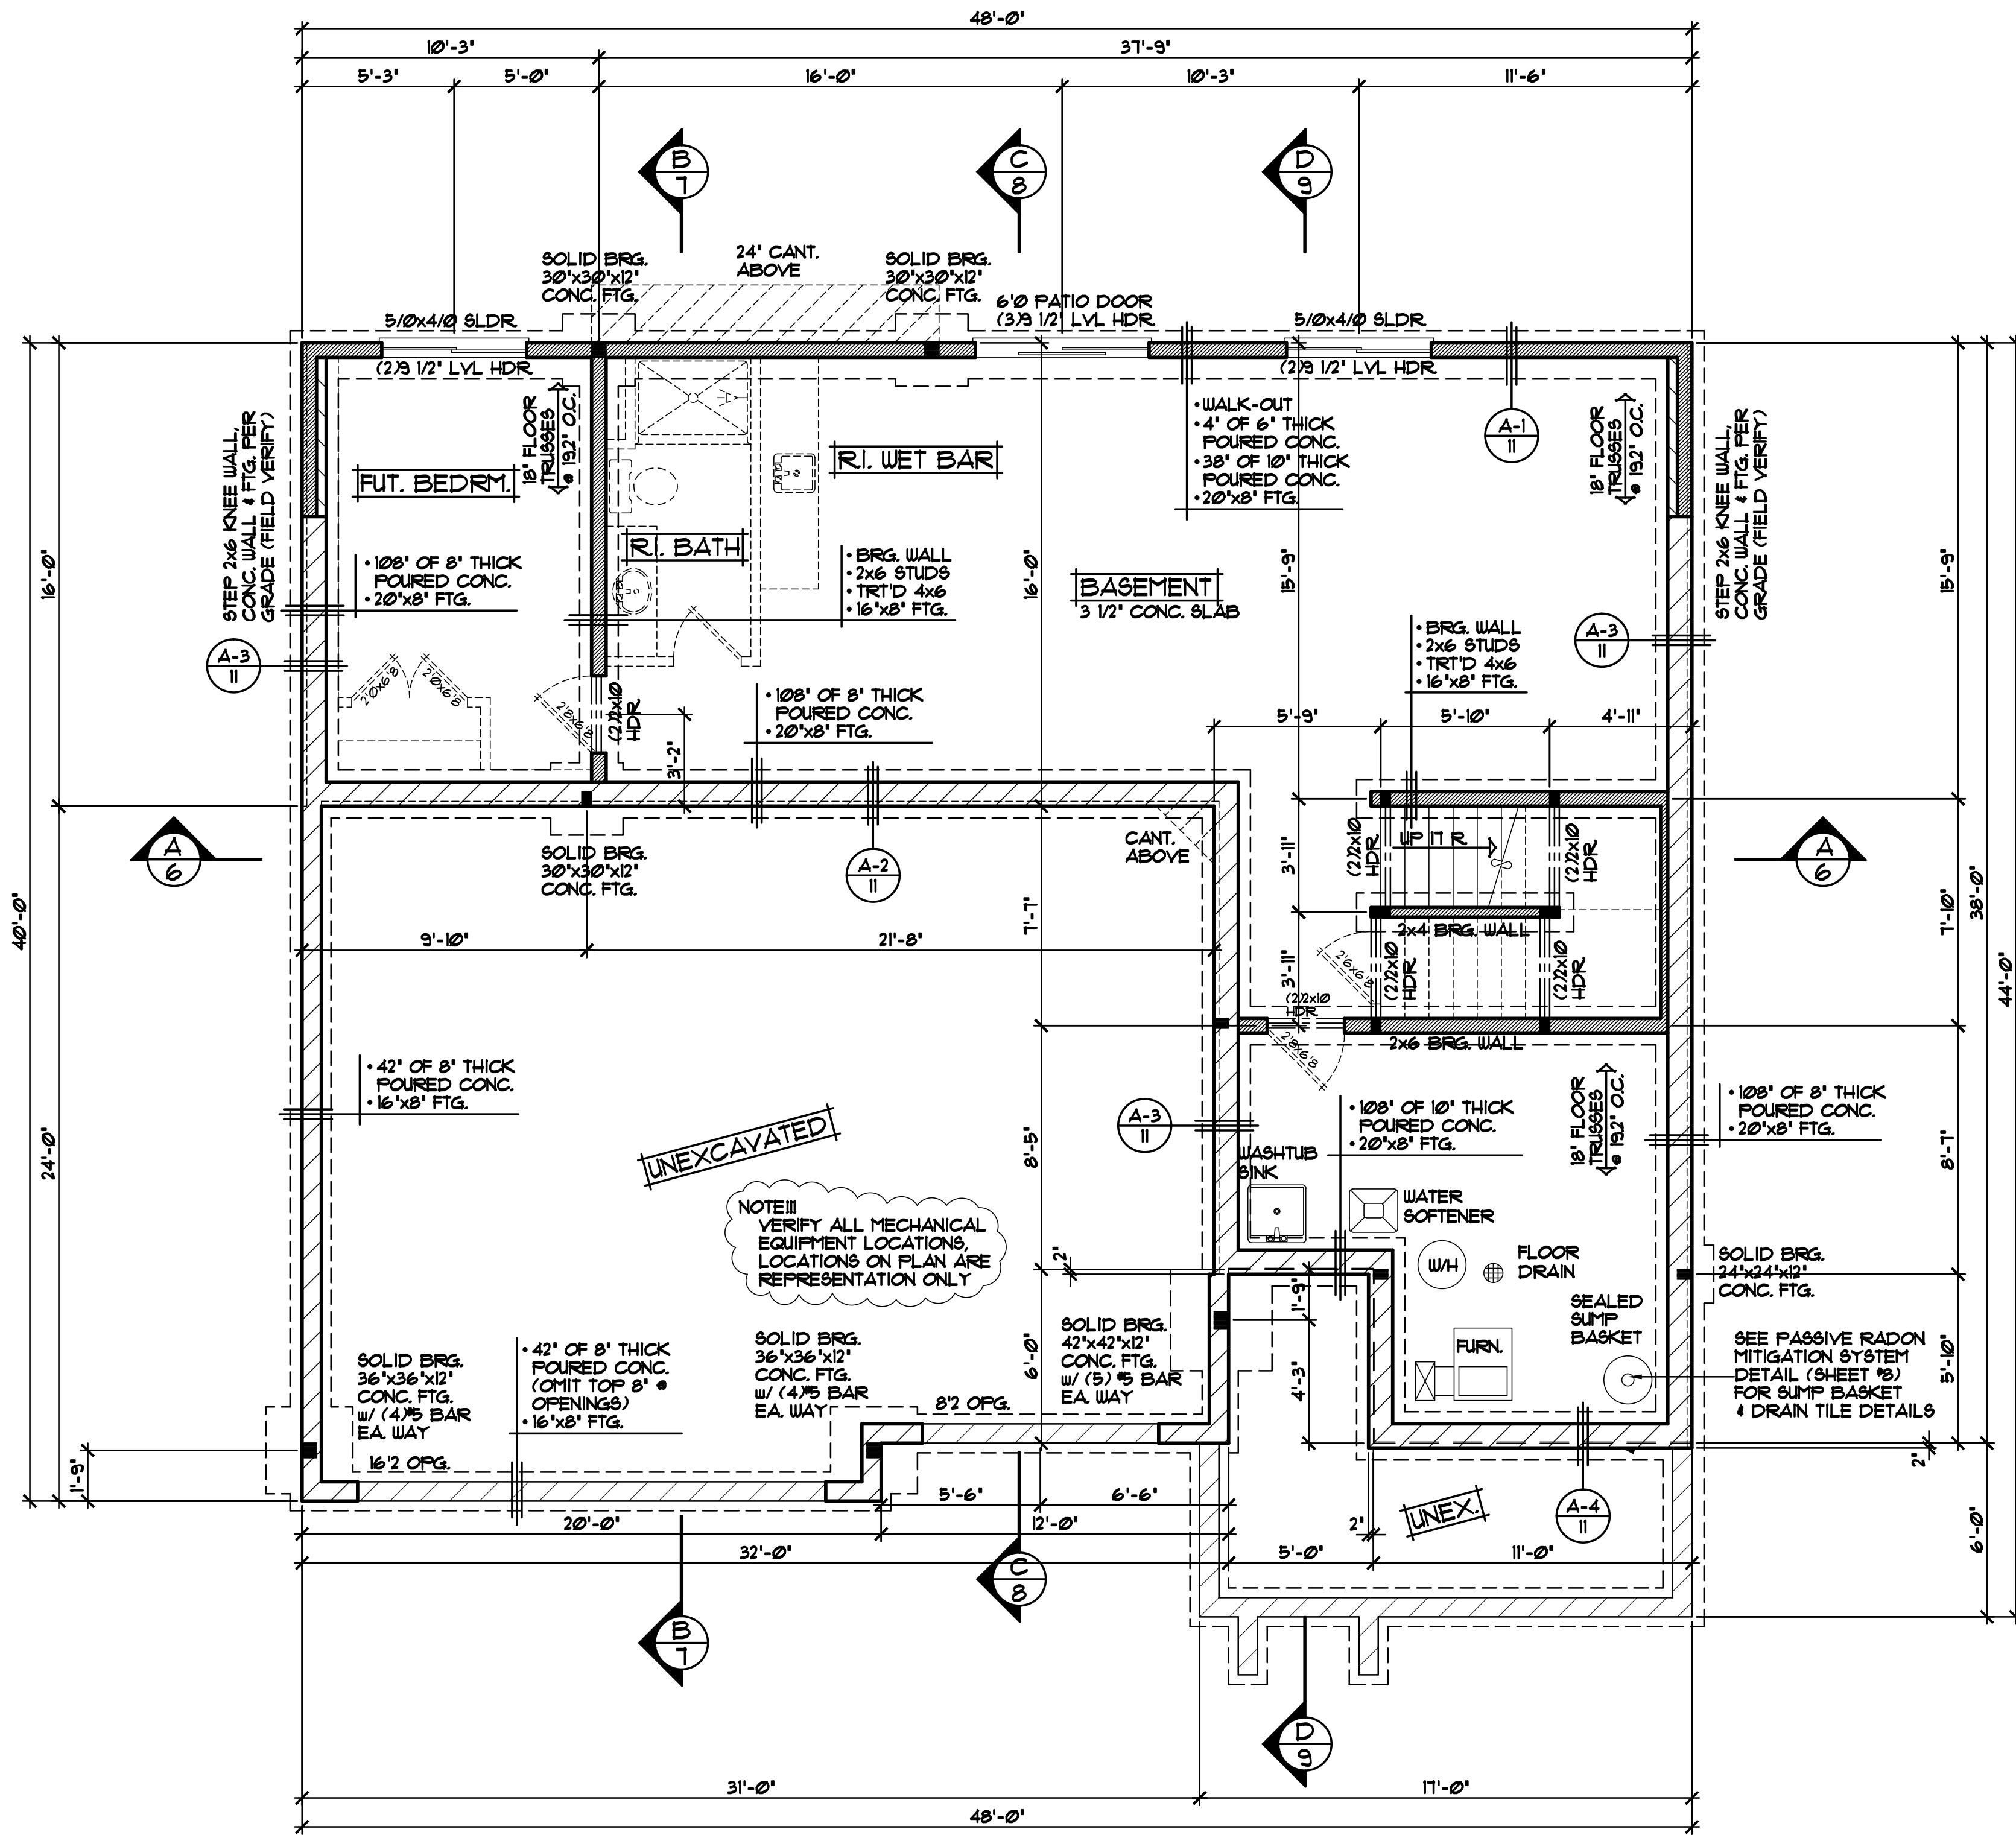 48'-0"
10'-3" 37'-9"
5'-3" 5'-0" 16'-0" 10'-3" 11'-6"
B
7
C
8
D
9
SOLID BRG.
30"x30"x12"
CONC. FTG.
24" CANT.
ABOVE
SOLID BRG.
30"x30"x12"
CONC. FTG.
6'0 PATIO DOOR
(3)9 1/2" LVL HDR.
5/0x4/0 SLDR.
5/0x4/0 SLDR.
(2)9 1/2" LVL HDR.
(2)9 1/2" LVL HDR.
STEP 2x6 KNEE WALL,
CONC. WALL & FTG. PER
GRADE (FIELD VERIFY)
FUT. BEDRM.
18" FLOOR
TRUSSES
@ 19.2" O.C.
R.I. WET BAR
• WALK-OUT
• 4" OF 6" THICK
POURED CONC.
• 38" OF 10" THICK
POURED CONC.
• 20"x8" FTG.
A-1
11
18" FLOOR
TRUSSES
@ 19.2" O.C.
STEP 2x6 KNEE WALL,
CONC. WALL & FTG. PER
GRADE (FIELD VERIFY)
R.I. BATH
• 108" OF 8" THICK
POURED CONC.
• 20"x8" FTG.
• BRG. WALL
• 2x6 STUDS
• TRT'D 4x6
• 16"x8" FTG.
16'-0"
16'-0"
15'-9"
15'-9"
BASEMENT
3 1/2" CONC. SLAB
• BRG. WALL
• 2x6 STUDS
• TRT'D 4x6
• 16"x8" FTG.
A-3
11
A-3
11
2'0x6'8
2'0x6'8
2'8x6'8
(2)2x10
HDR
3'-2"
• 108" OF 8" THICK
POURED CONC.
• 20"x8" FTG.
5'-9" 5'-10" 4'-11"
A
6
SOLID BRG.
30"x30"x12"
CONC. FTG.
A-2
11
CANT.
ABOVE
(2)2x10
HDR
UP 17 R.
(2)2x10
HDR
A
6
40'-0"
7'-7"
3'-11"
7'-10"
38'-0"
44'-0"
9'-10" 21'-8"
2x4 BRG. WALL
3'-11"
2'6x6'8
(2)2x10
HDR
(2)2x10
HDR
(2)2x10
HDR
2'8x6'8
2x6 BRG. WALL
• 42" OF 8" THICK
POURED CONC.
• 16"x8" FTG.
24'-0"
UNEXCAVATED
8'-5"
A-3
11
• 108" OF 10" THICK
POURED CONC.
• 20"x8" FTG.
18" FLOOR
TRUSSES
@ 19.2" O.C.
• 108" OF 8" THICK
POURED CONC.
• 20"x8" FTG.
8'-7"
WASHTUB
SINK
WATER
SOFTENER
NOTE!!!
VERIFY ALL MECHANICAL
EQUIPMENT LOCATIONS,
LOCATIONS ON PLAN ARE
REPRESENTATION ONLY
2"
W/H
FLOOR
DRAIN
SOLID BRG.
24"x24"x12"
CONC. FTG.
1'-9"
SEALED
SUMP
BASKET
FURN.
SEE PASSIVE RADON
MITIGATION SYSTEM
DETAIL (SHEET #8)
FOR SUMP BASKET
& DRAIN TILE DETAILS
5'-10"
SOLID BRG.
36"x36"x12"
CONC. FTG.
w/ (4)#5 BAR
EA. WAY
• 42" OF 8" THICK
POURED CONC.
(OMIT TOP 8" @
OPENINGS)
• 16"x8" FTG.
SOLID BRG.
36"x36"x12"
CONC. FTG.
w/ (4)#5 BAR
EA. WAY
6'-0"
SOLID BRG.
42"x42"x12"
CONC. FTG.
w/ (5) #5 BAR
EA. WAY
4'-3"
8'2 OPG.
16'2 OPG.
1'-9"
2"
5'-6" 6'-6"
20'-0" 12'-0"
2"
UNEX.
A-4
11
6'-0"
32'-0" 5'-0" 11'-0"
C
8
B
7
D
9
31'-0" 17'-0"
48'-0"